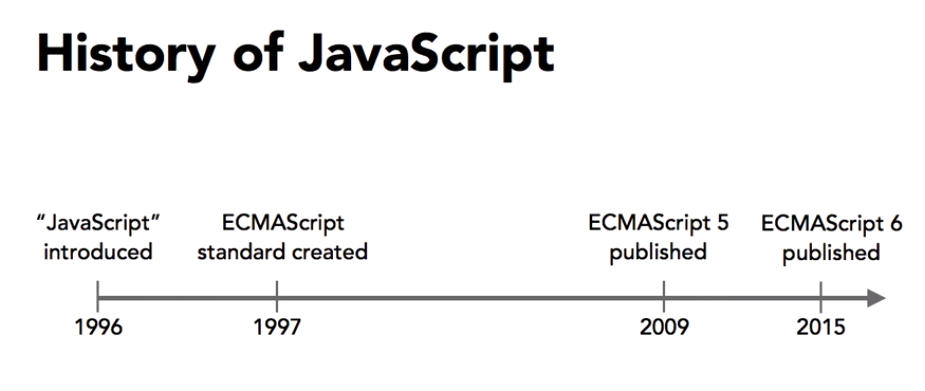 History of JavaScript
“JavaScript”
introduced
ECMAScript
standard created
ECMAScript 5
published
ECMAScript 6
published
1996
1997
2009
2015